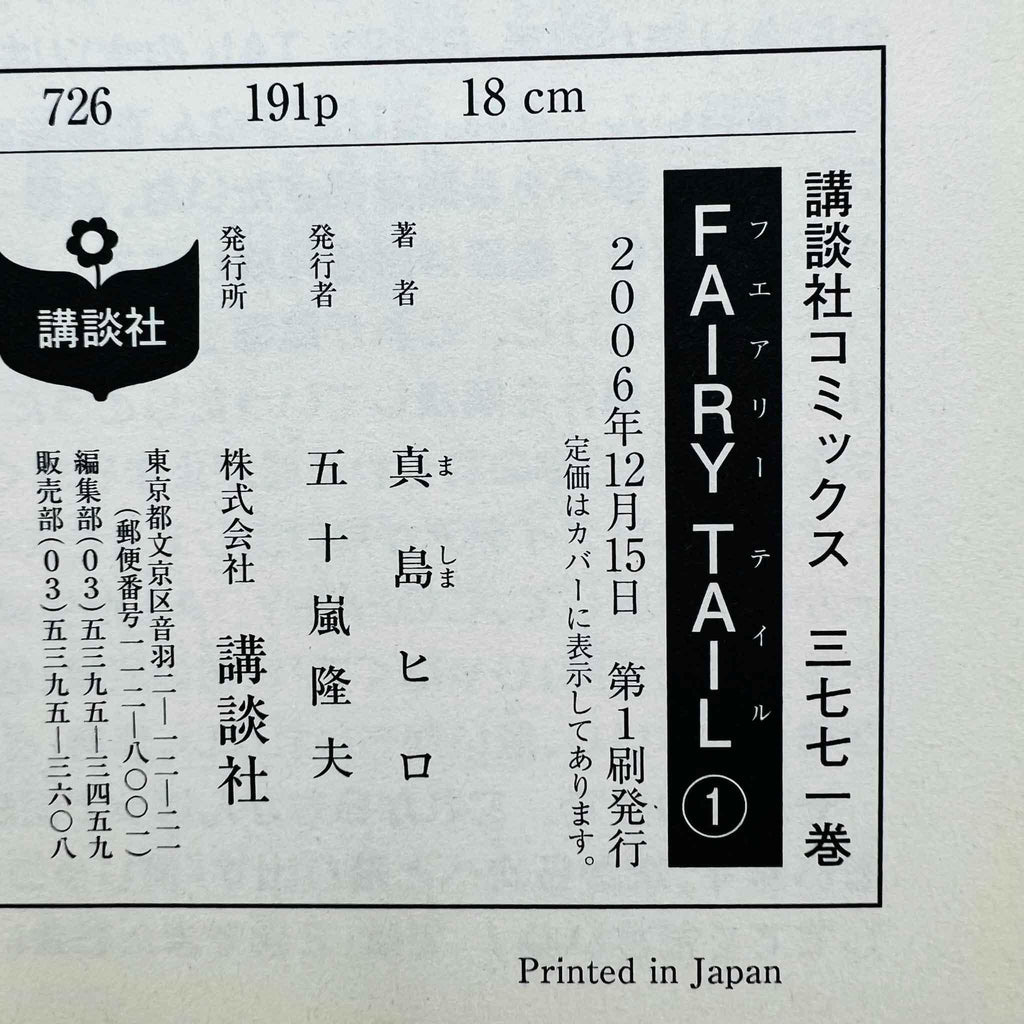 726　191p　18 cm
講談社コミックス　三七七一巻
フエアリーテイル
FAIRY TAIL ①
2006年12月15日　第1刷発行
定価はカバーに表示してあります。
著者　真島ヒロ
ましま
発行者　五十嵐隆夫
発行所　株式会社　講談社
東京都文京区音羽二―一二―二一
(郵便番号一一二―八〇〇一)
編集部(03)五三九五―三四五九
販売部(03)五三九五―三六〇八
講談社
Printed in Japan